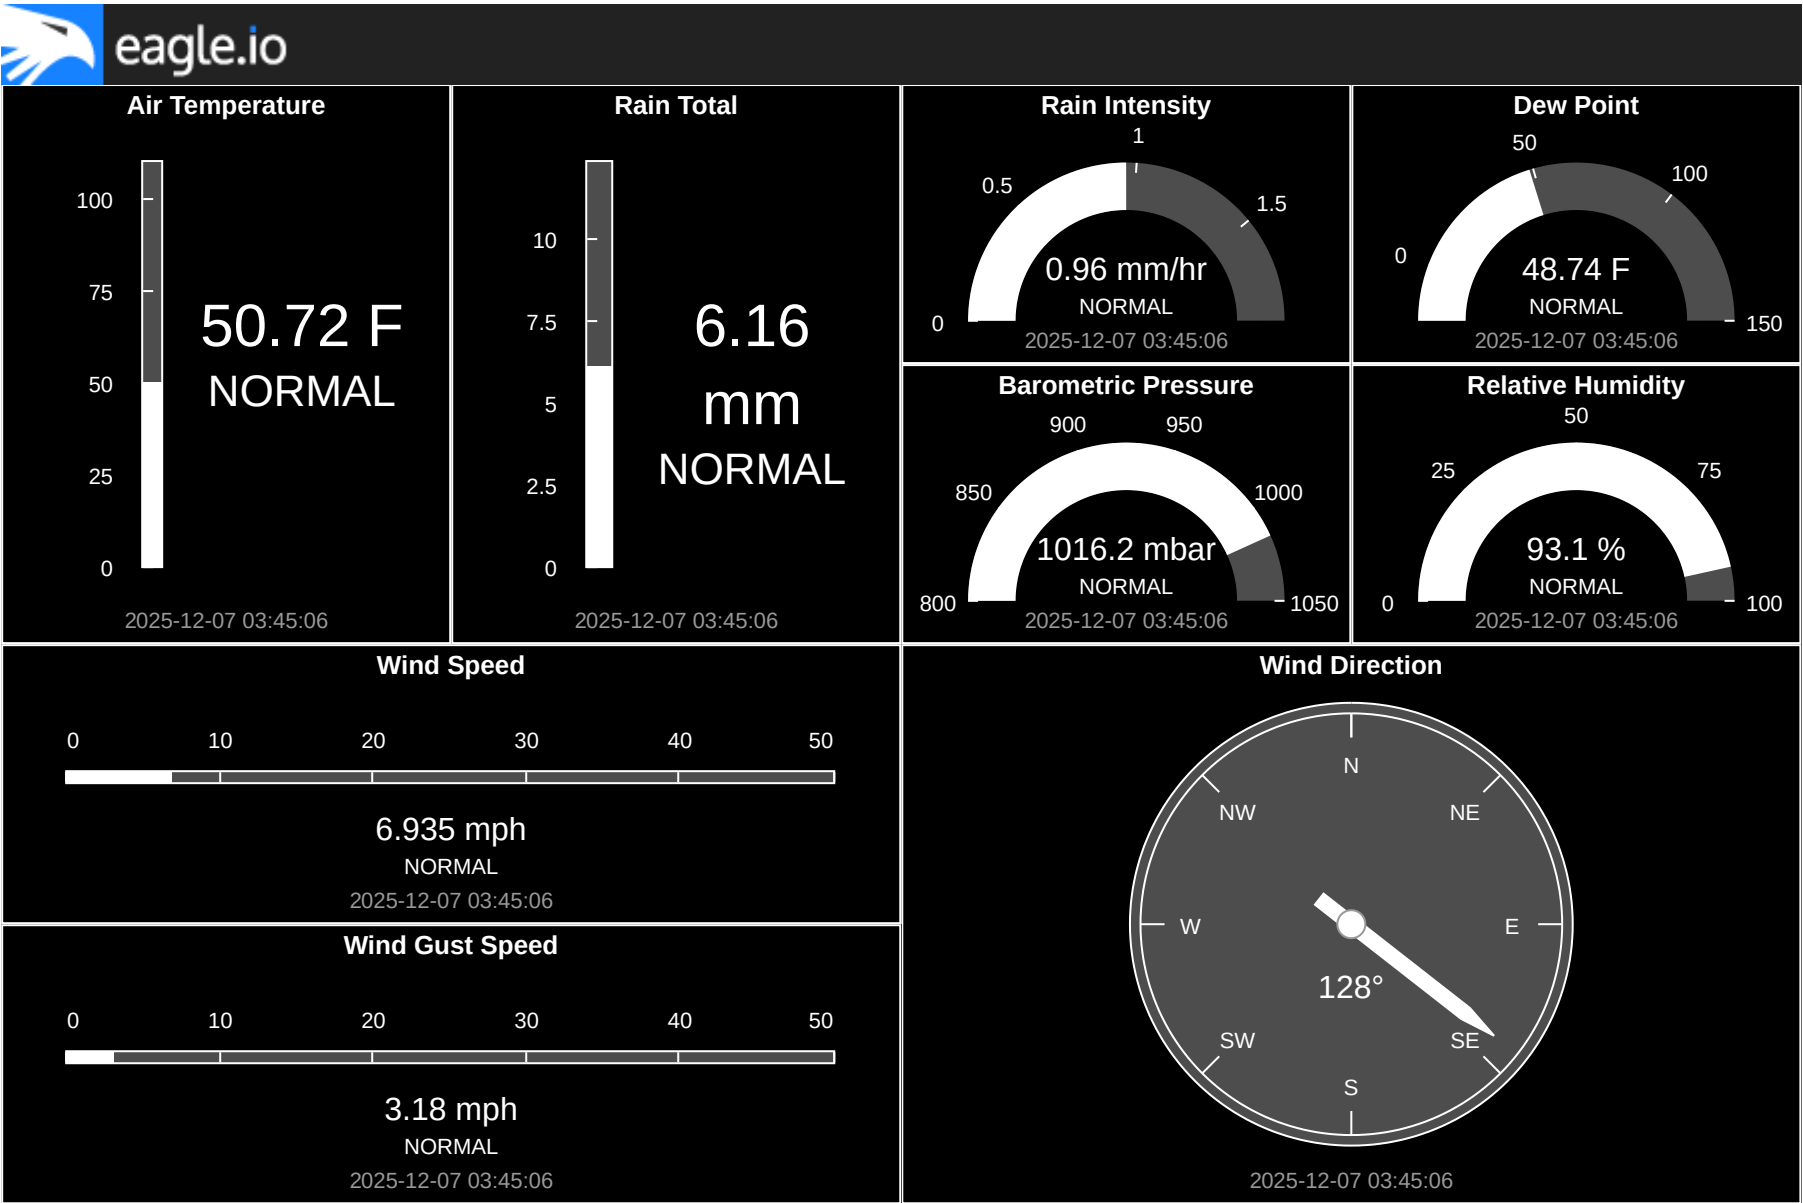 eagle.io
Air Temperature
100
75
50
25
0
50.72 F
NORMAL
2025-12-07 03:45:06
Rain Total
10
7.5
5
2.5
0
6.16
mm
NORMAL
2025-12-07 03:45:06
Rain Intensity
0
0.5
1
1.5
0.96 mm/hr
NORMAL
2025-12-07 03:45:06
Dew Point
0
50
100
150
48.74 F
NORMAL
2025-12-07 03:45:06
Barometric Pressure
800
850
900
950
1000
1050
1016.2 mbar
NORMAL
2025-12-07 03:45:06
Relative Humidity
0
25
50
75
100
93.1 %
NORMAL
2025-12-07 03:45:06
Wind Speed
0 10 20 30 40 50
6.935 mph
NORMAL
2025-12-07 03:45:06
Wind Gust Speed
0 10 20 30 40 50
3.18 mph
NORMAL
2025-12-07 03:45:06
Wind Direction
N
NW NE
W E
128°
SW SE
S
2025-12-07 03:45:06